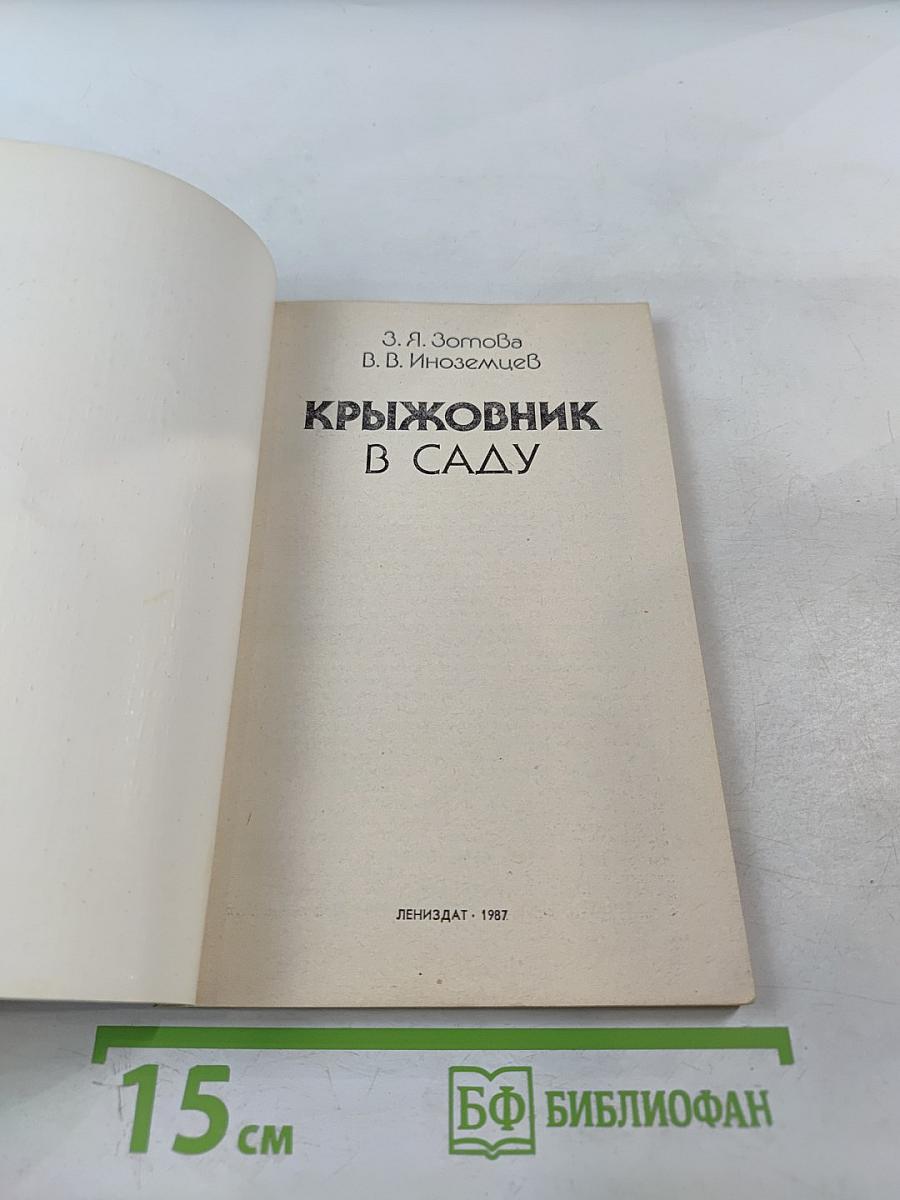 З. Я. Зотова
В. В. Иноземцев
КРЫЖОВНИК
В САДУ
ЛЕНИЗДАТ · 1987
15 см
БФ БИБЛИОФАН